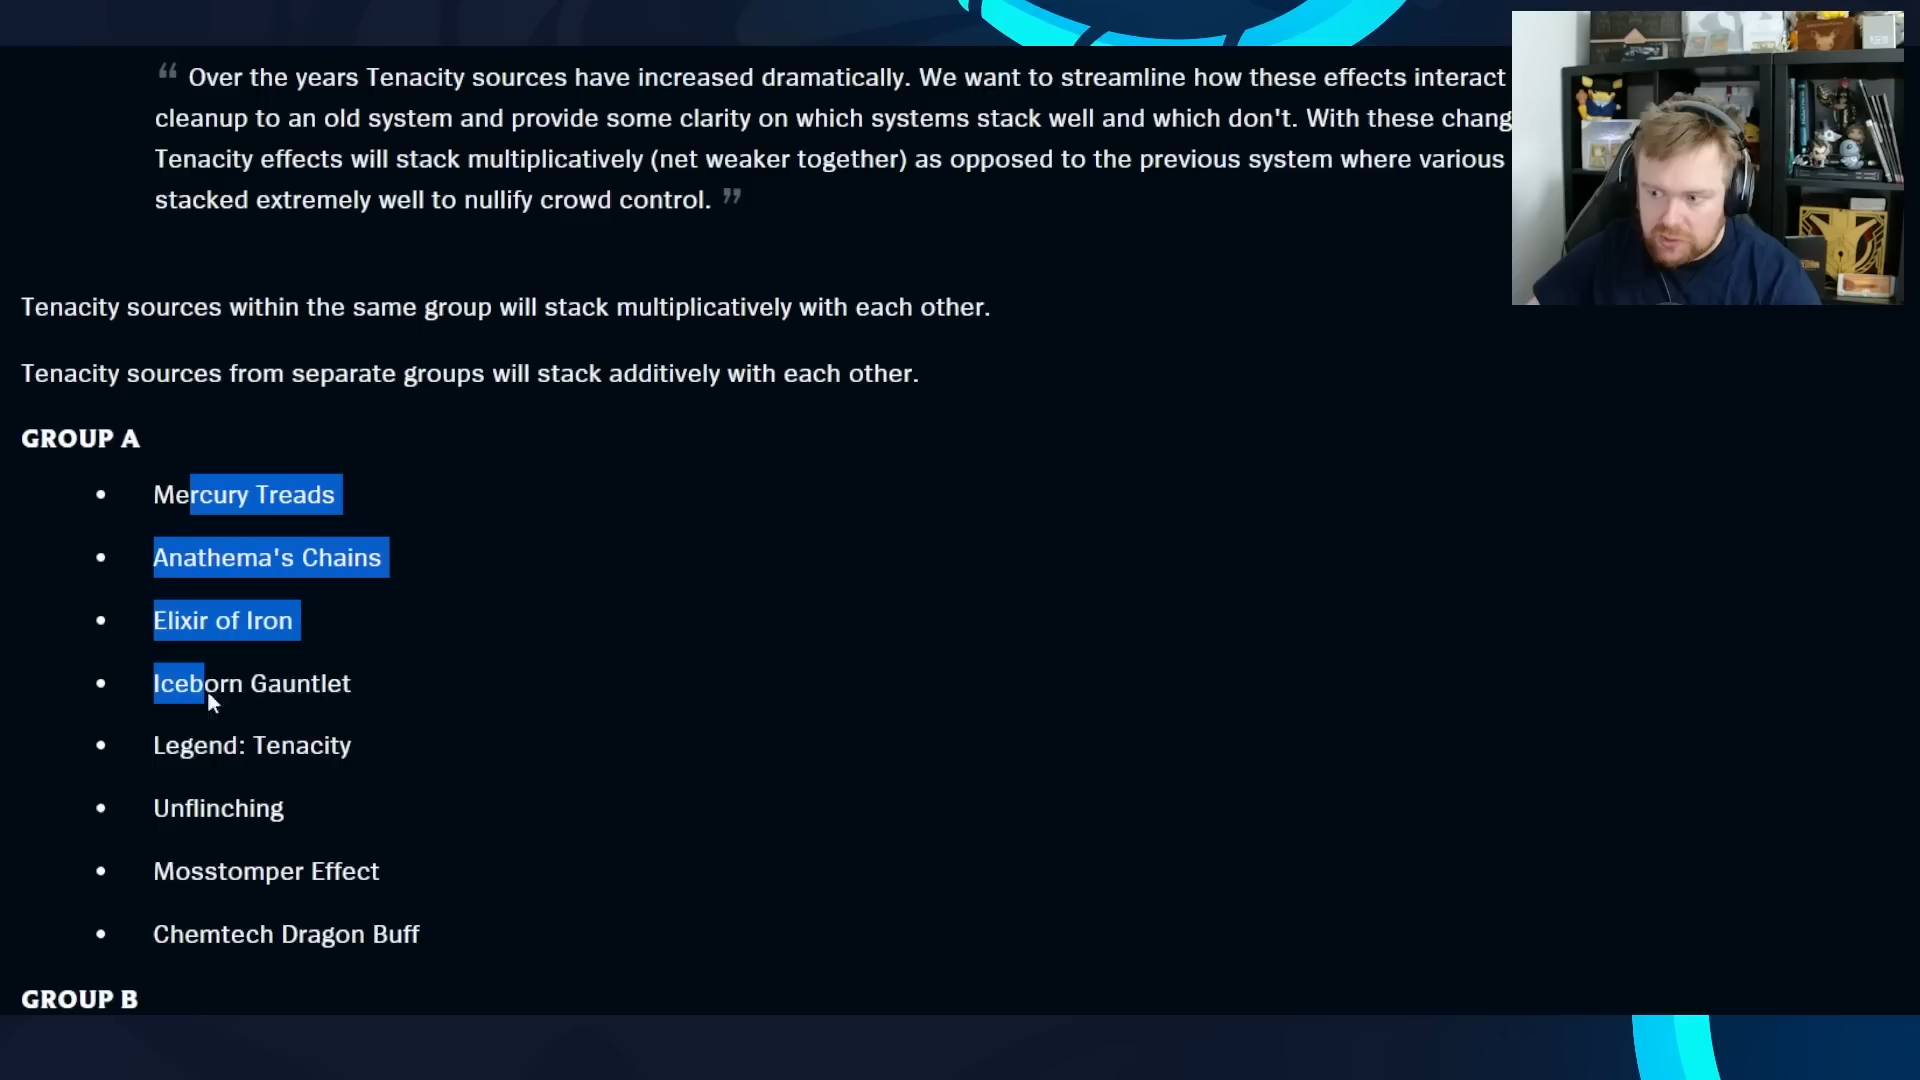 “ Over the years Tenacity sources have increased dramatically. We want to streamline how these effects interact
cleanup to an old system and provide some clarity on which systems stack well and which don't. With these chang
Tenacity effects will stack multiplicatively (net weaker together) as opposed to the previous system where various
stacked extremely well to nullify crowd control. ”
Tenacity sources within the same group will stack multiplicatively with each other.
Tenacity sources from separate groups will stack additively with each other.
GROUP A
• Mercury Treads
• Anathema's Chains
• Elixir of Iron
• Iceborn Gauntlet
• Legend: Tenacity
• Unflinching
• Mosstomper Effect
• Chemtech Dragon Buff
GROUP B